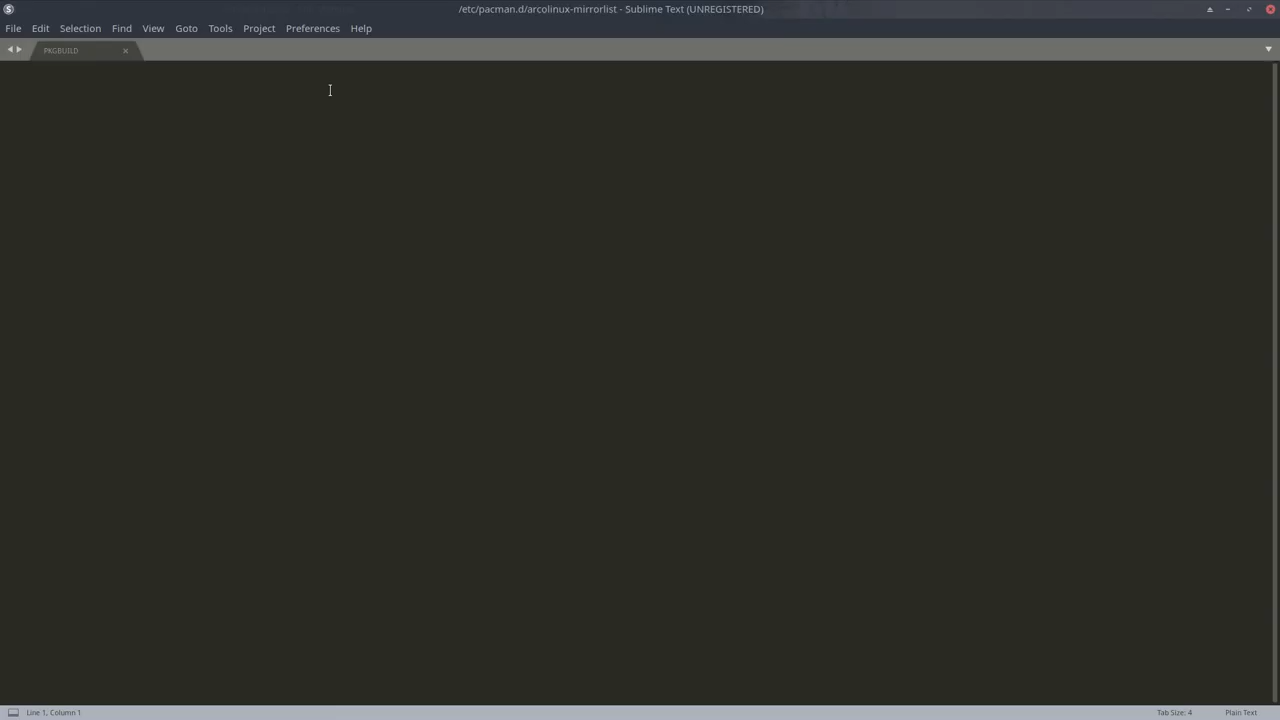 /etc/pacman.d/arcolinux-mirrorlist - Sublime Text (UNREGISTERED)
File Edit Selection Find View Goto Tools Project Preferences Help
PKGBUILD
Line 1, Column 1 Tab Size: 4 Plain Text